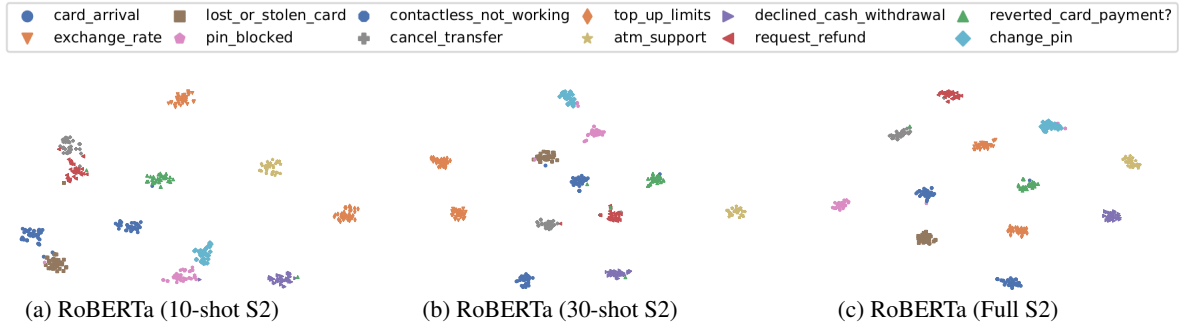 card_arrival lost_or_stolen_card contactless_not_working top_up_limits declined_cash_withdrawal reverted_card_payment?
exchange_rate pin_blocked cancel_transfer atm_support request_refund change_pin
(a) RoBERTa (10-shot S2) (b) RoBERTa (30-shot S2) (c) RoBERTa (Full S2)